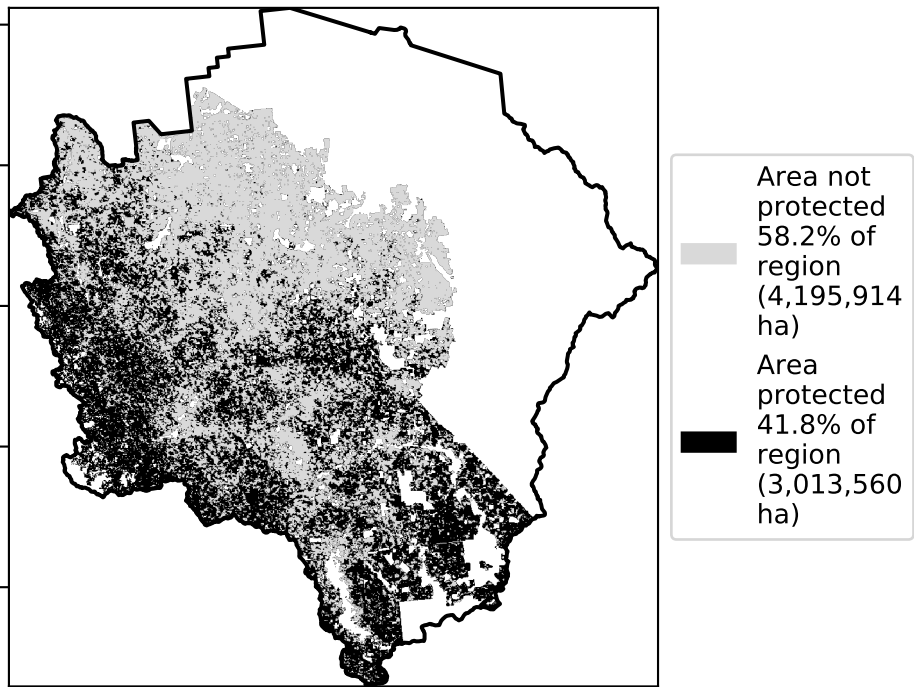 Area not
protected
58.2% of
region
(4,195,914
ha)
Area
protected
41.8% of
region
(3,013,560
ha)